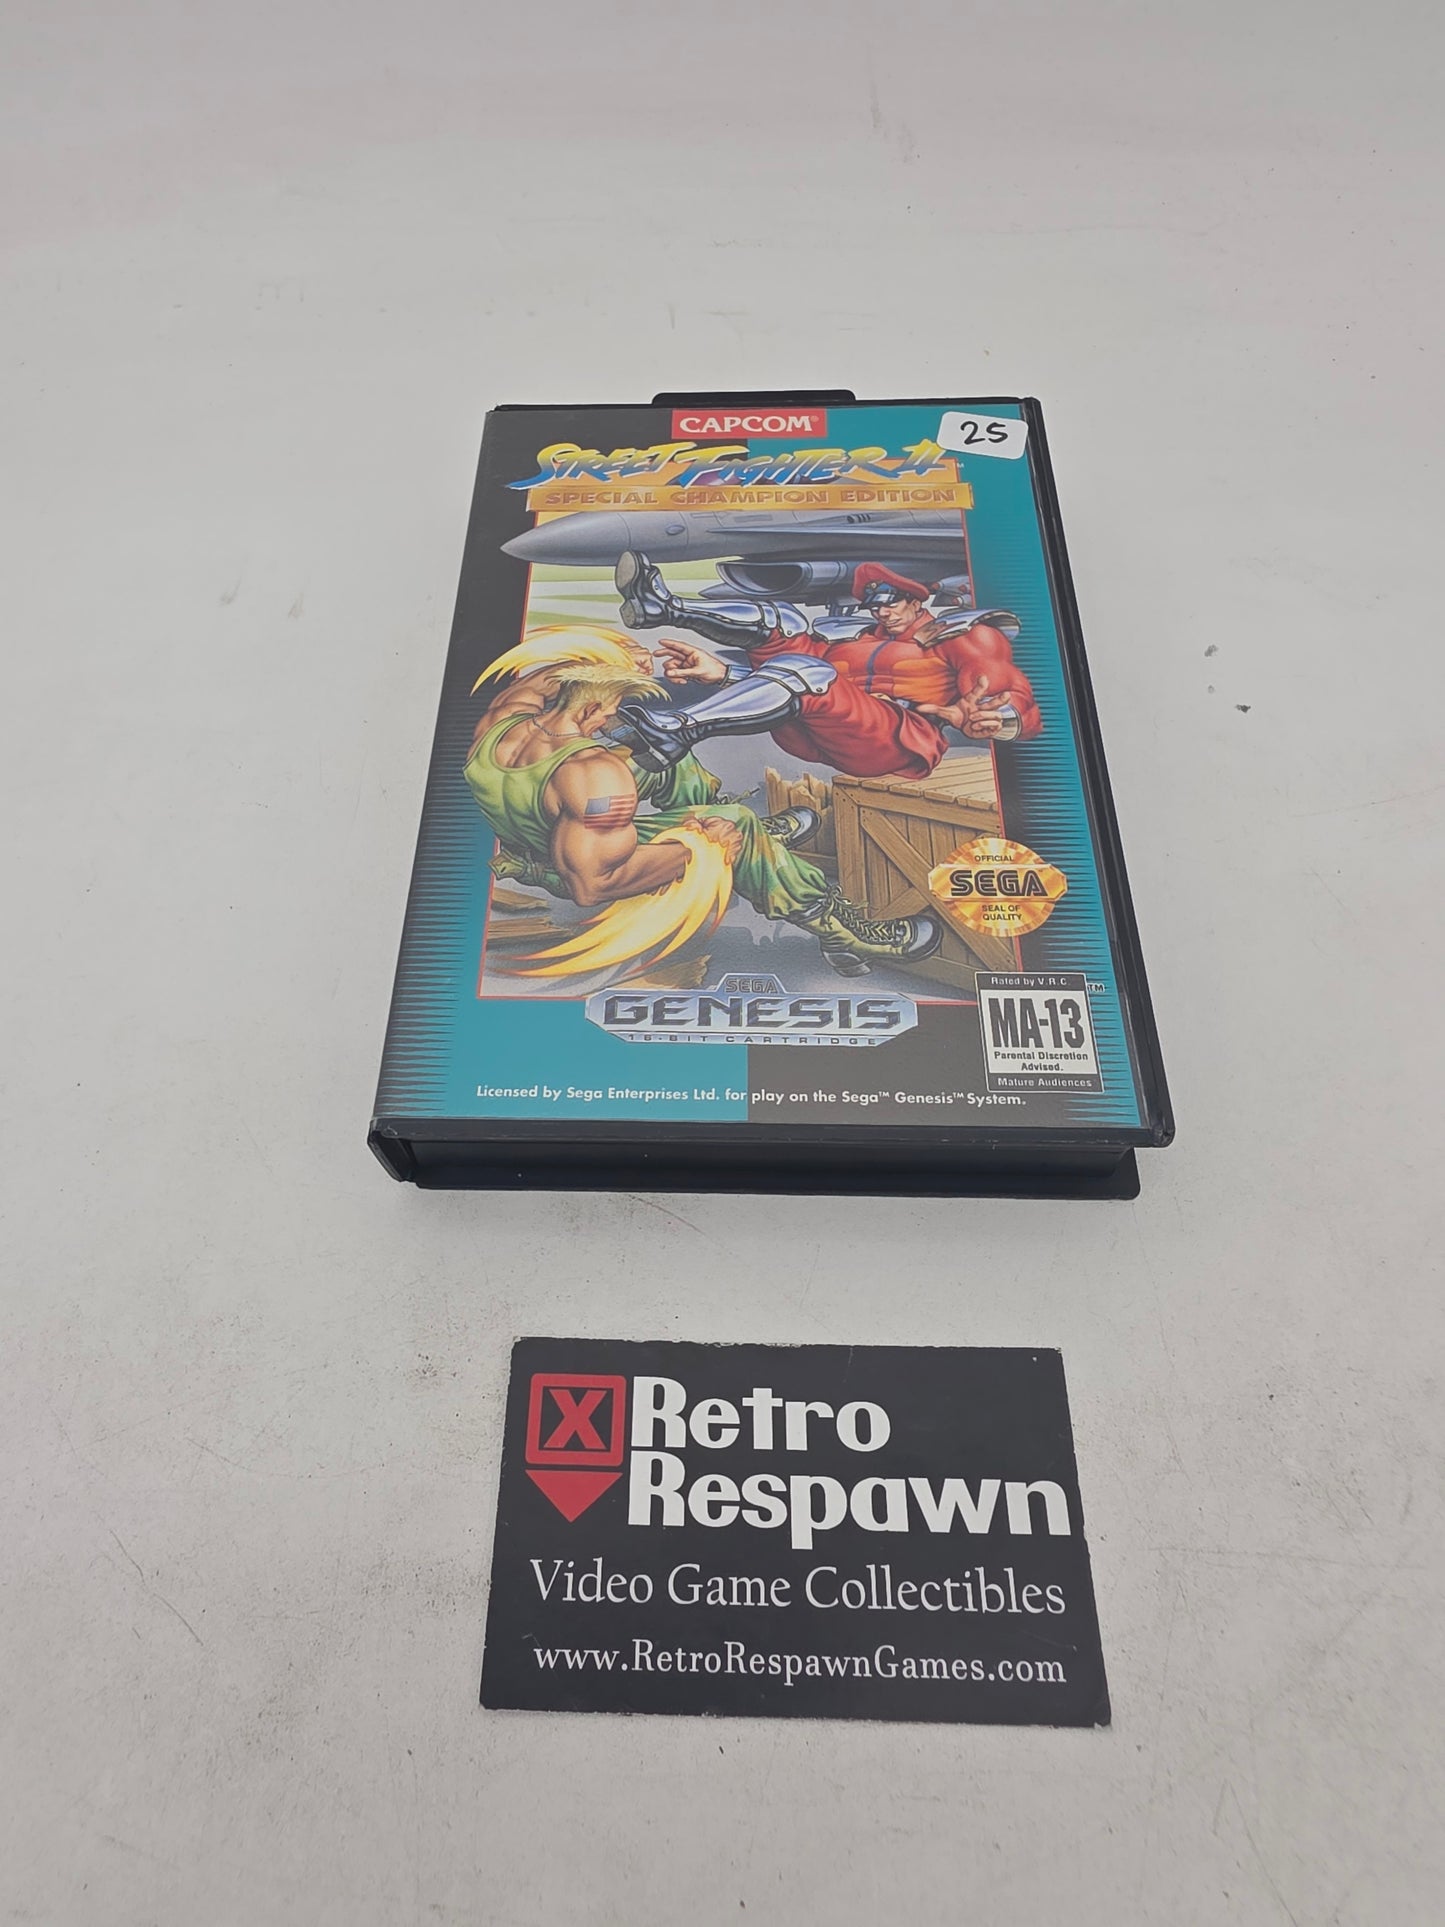 CAPCOM®
25
STREET FIGHTER II™
SPECIAL CHAMPION EDITION
OFFICIAL
SEGA
SEAL OF
QUALITY
SEGA
GENESIS
16-BIT CARTRIDGE
TM
Rated by V.R.C.
MA-13
Parental Discretion
Advised.
Mature Audiences
Licensed by Sega Enterprises Ltd. for play on the Sega™ Genesis™ System.
X Retro
Respawn
Video Game Collectibles
www.RetroRespawnGames.com